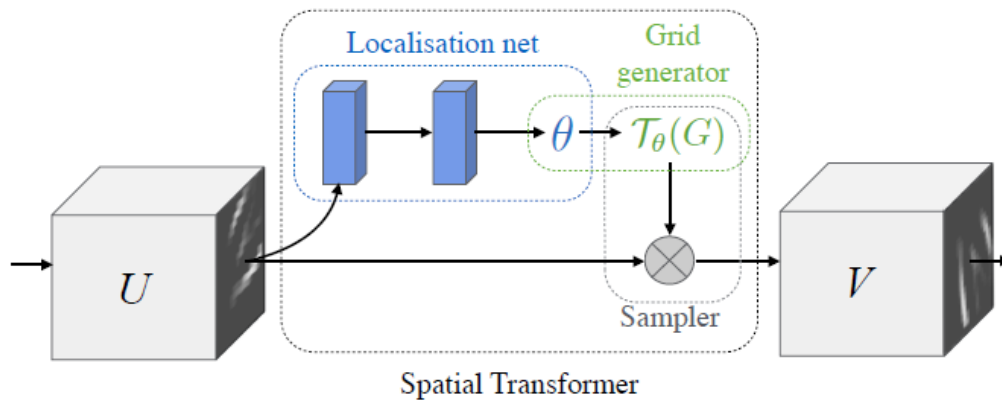 Localisation net
Grid
generator
θ
𝒯θ(G)
U
V
Sampler
Spatial Transformer